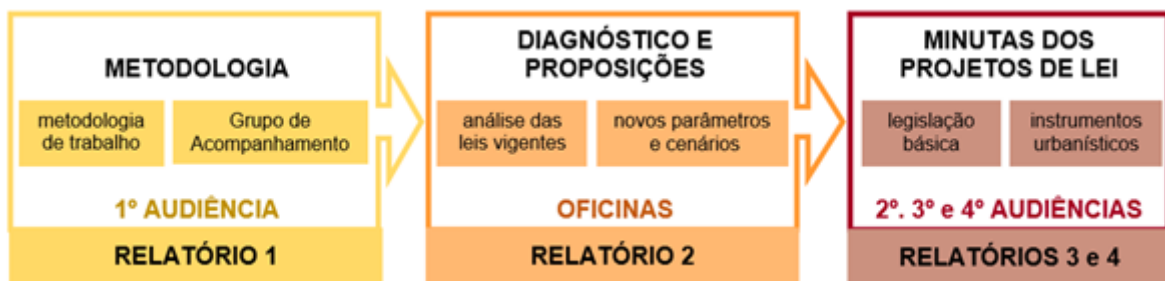 METODOLOGIA
metodologia
de trabalho
Grupo de
Acompanhamento
1º AUDIÊNCIA
RELATÓRIO 1
DIAGNÓSTICO E
PROPOSIÇÕES
análise das
leis vigentes
novos parâmetros
e cenários
OFICINAS
RELATÓRIO 2
MINUTAS DOS
PROJETOS DE LEI
legislação
básica
instrumentos
urbanísticos
2º. 3º e 4º AUDIÊNCIAS
RELATÓRIOS 3 e 4